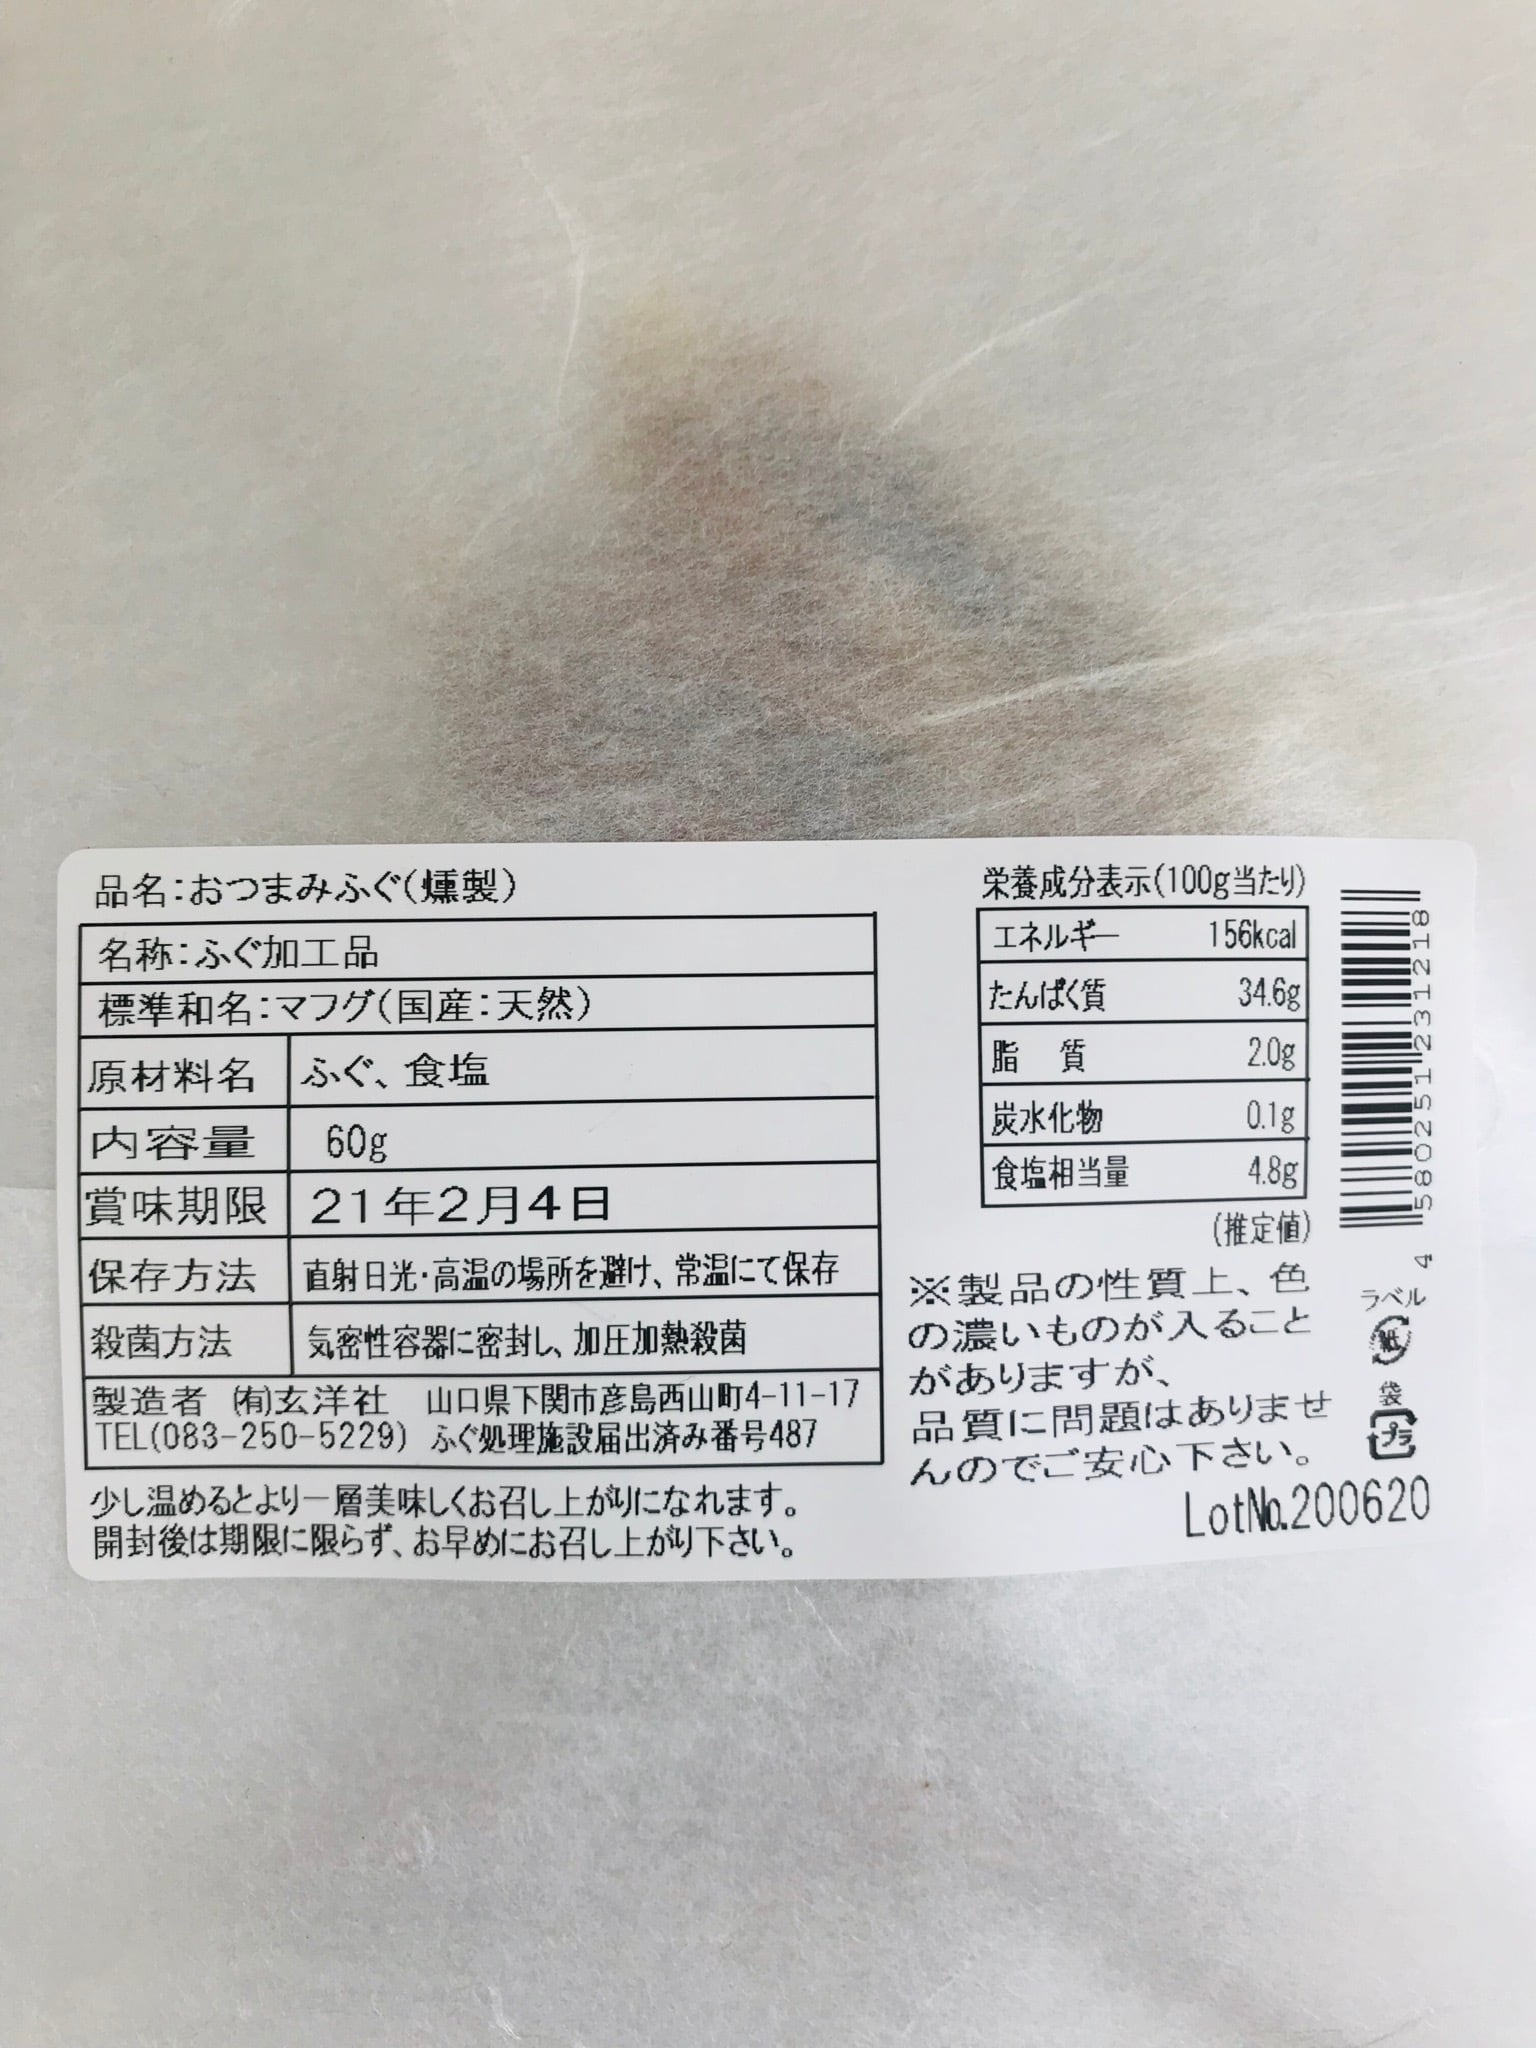 品名:おつまみふぐ(燻製)
名称:ふぐ加工品
標準和名:マフグ(国産:天然)
原材料名 ふぐ、食塩
内容量 60g
賞味期限 21年2月4日
保存方法 直射日光・高温の場所を避け、常温にて保存
殺菌方法 気密性容器に密封し、加圧加熱殺菌
製造者 (有)玄洋社 山口県下関市彦島西山町4-11-17
TEL(083-250-5229) ふぐ処理施設届出済み番号487
少し温めるとより一層美味しくお召し上がりになれます。
開封後は期限に限らず、お早めにお召し上がり下さい。
栄養成分表示(100g当たり)
エネルギー 156kcal
たんぱく質 34.6g
脂 質 2.0g
炭水化物 0.1g
食塩相当量 4.8g
(推定値)
※製品の性質上、色
の濃いものが入ること
がありますが、
品質に問題はありませ
んのでご安心下さい。
4580251231218
ラベル
紙
袋
プラ
LotNo.200620